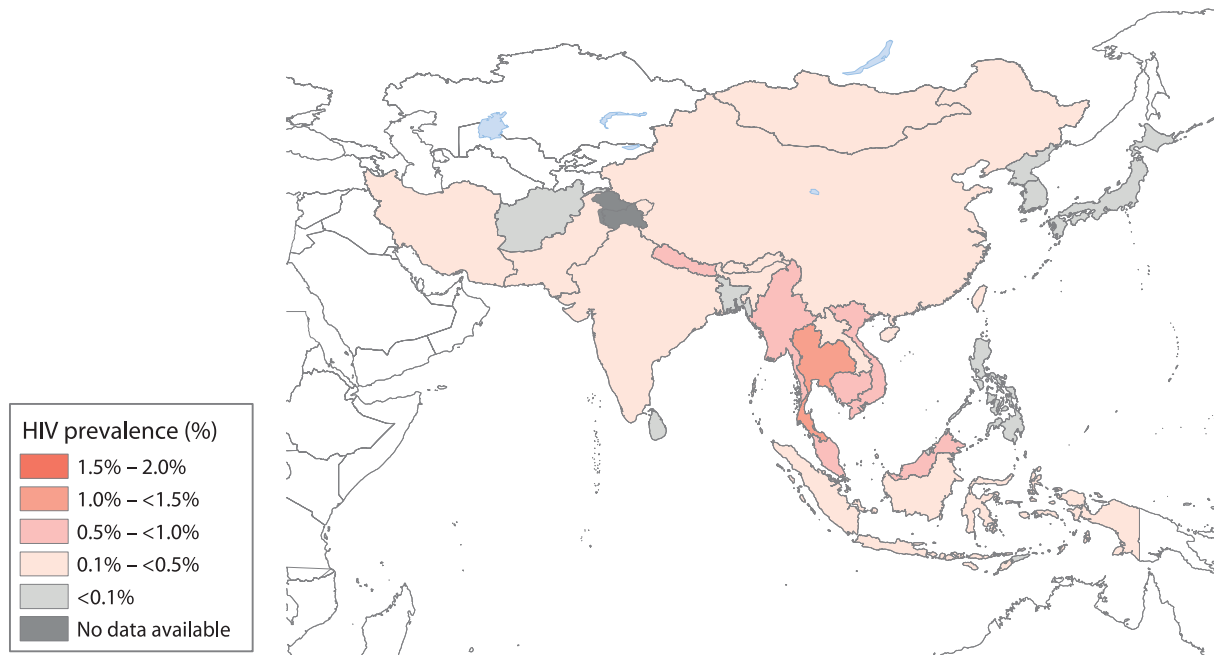 HIV prevalence (%)
1.5% – 2.0%
1.0% – <1.5%
0.5% – <1.0%
0.1% – <0.5%
<0.1%
No data available